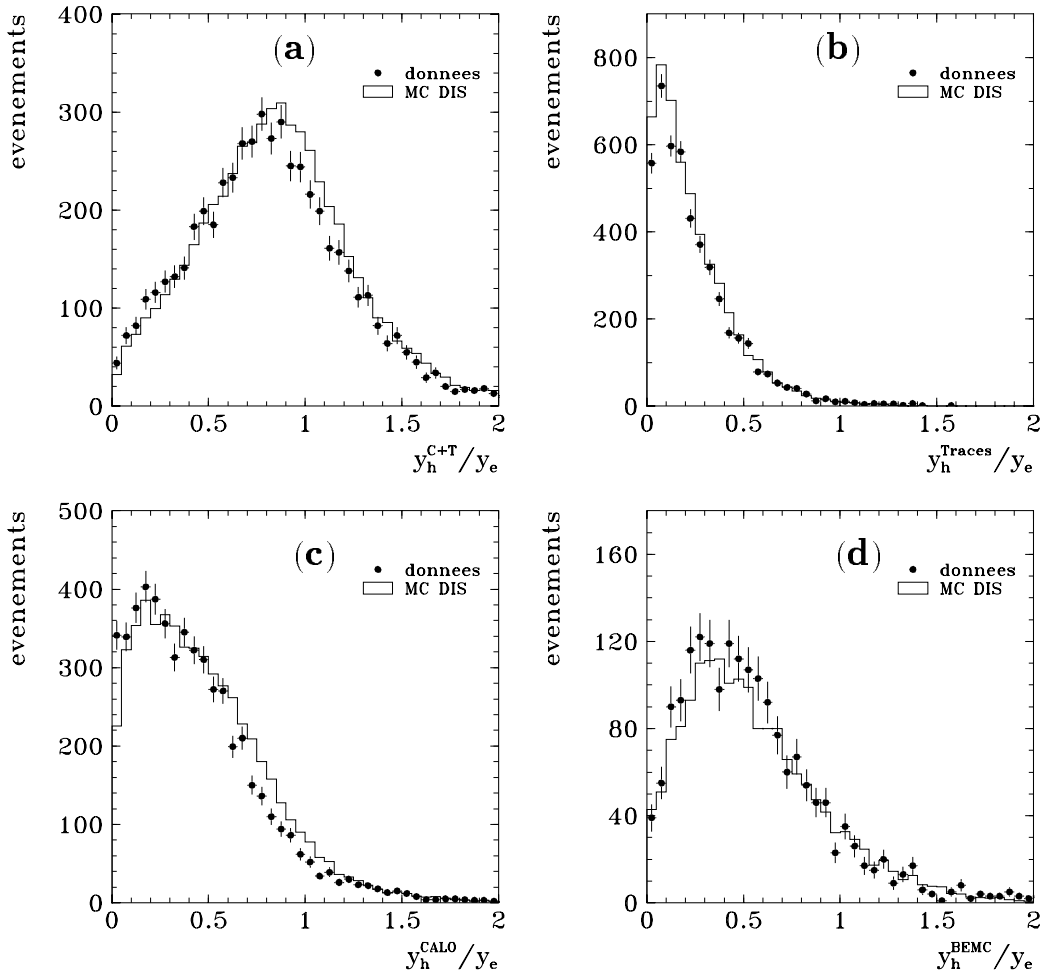 evenements
400
300
200
100
0
(a)
donnees
MC DIS
0 0.5 1 1.5 2
y_h^{C+T}/y_e
evenements
800
600
400
200
0
(b)
donnees
MC DIS
0 0.5 1 1.5 2
y_h^{Traces}/y_e
evenements
500
400
300
200
100
0
(c)
donnees
MC DIS
0 0.5 1 1.5 2
y_h^{CALO}/y_e
evenements
160
120
80
40
0
(d)
donnees
MC DIS
0 0.5 1 1.5 2
y_h^{BEMC}/y_e